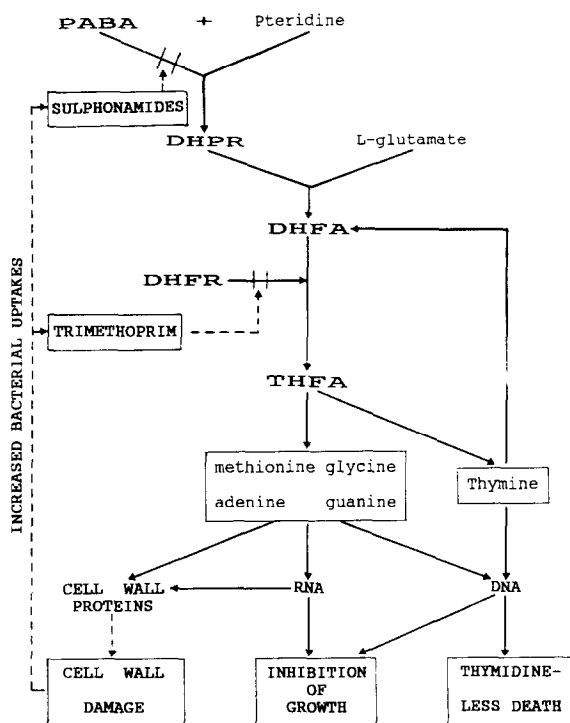 PABA + Pteridine
SULPHONAMIDES
DHPR
L-glutamate
DHFA
DHFR
TRIMETHOPRIM
THFA
INCREASED BACTERIAL UPTAKES
methionine glycine
adenine guanine
Thymine
CELL WALL
PROTEINS
RNA
DNA
CELL WALL
DAMAGE
INHIBITION
OF
GROWTH
THYMIDINE-
LESS DEATH